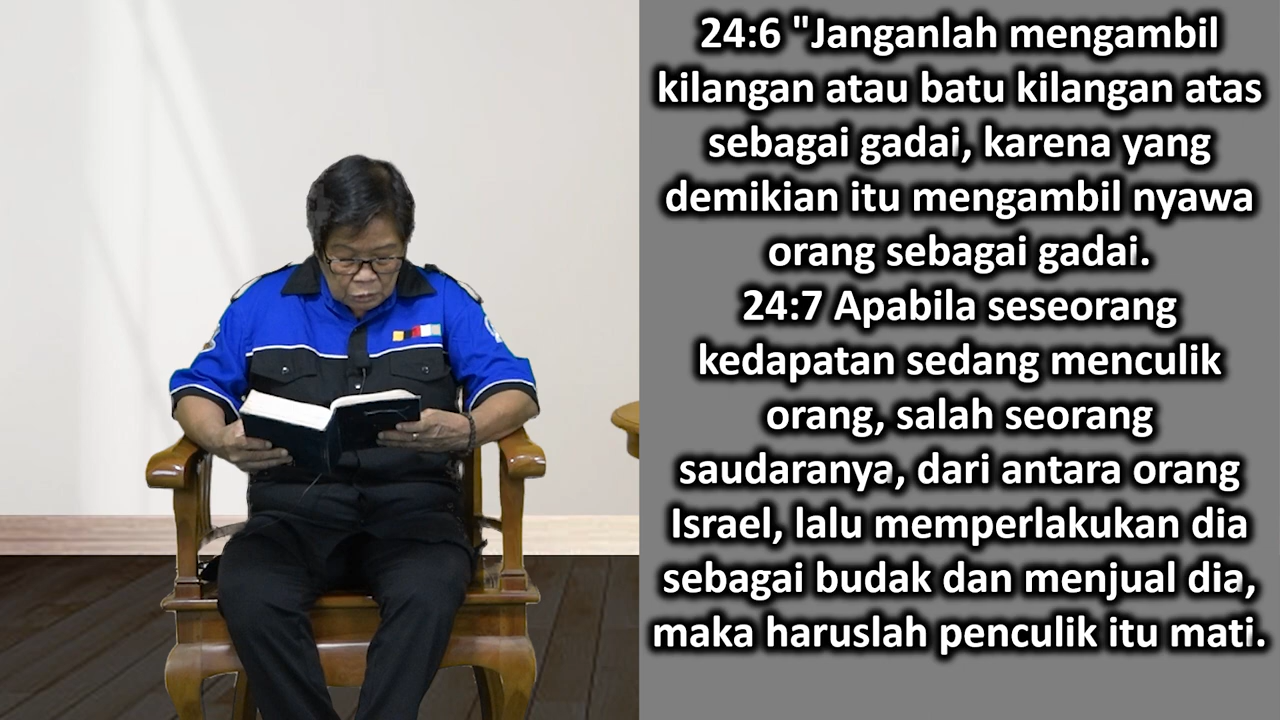 24:6 "Janganlah mengambil
kilangan atau batu kilangan atas
sebagai gadai, karena yang
demikian itu mengambil nyawa
orang sebagai gadai.
24:7 Apabila seseorang
kedapatan sedang menculik
orang, salah seorang
saudaranya, dari antara orang
Israel, lalu memperlakukan dia
sebagai budak dan menjual dia,
maka haruslah penculik itu mati.